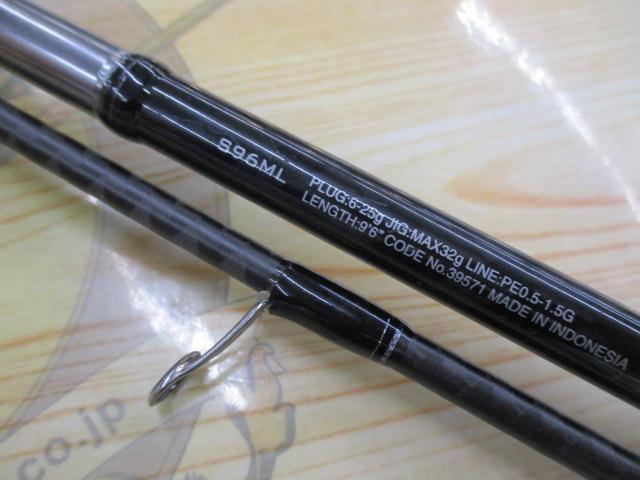 S96ML
PLUG:6-25g JIG:MAX32g LINE:PE0.5-1.5G
LENGTH:9'6" CODE No.39571 MADE IN INDONESIA
co.jp